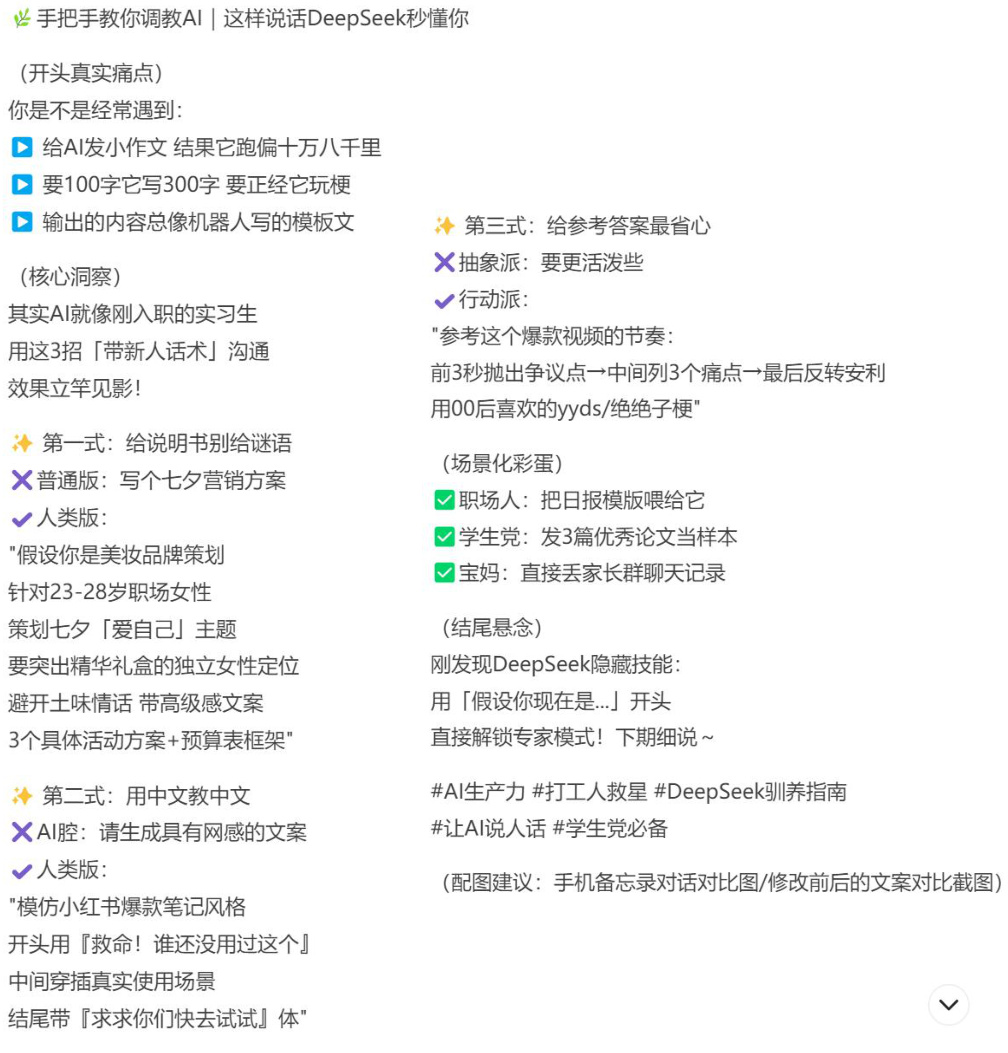 🌿手把手教你调教AI｜这样说话DeepSeek秒懂你
（开头真实痛点）
你是不是经常遇到：
▶️ 给AI发小作文 结果它跑偏十万八千里
▶️ 要100字它写300字 要正经它玩梗
▶️ 输出的内容总像机器人写的模板文
（核心洞察）
其实AI就像刚入职的实习生
用这3招「带新人话术」沟通
效果立竿见影！
✨ 第一式：给说明书别给谜语
✖️普通版：写个七夕营销方案
✔️人类版：
"假设你是美妆品牌策划
针对23-28岁职场女性
策划七夕「爱自己」主题
要突出精华礼盒的独立女性定位
避开土味情话 带高级感文案
3个具体活动方案+预算表框架"
✨ 第二式：用中文教中文
✖️AI腔：请生成具有网感的文案
✔️人类版：
"模仿小红书爆款笔记风格
开头用『救命！谁还没用过这个』
中间穿插真实使用场景
结尾带『求求你们快去试试』体"
✨ 第三式：给参考答案最省心
✖️抽象派：要更活泼些
✔️行动派：
"参考这个爆款视频的节奏：
前3秒抛出争议点→中间列3个痛点→最后反转安利
用00后喜欢的yyds/绝绝子梗"
（场景化彩蛋）
✅职场人：把日报模版喂给它
✅学生党：发3篇优秀论文当样本
✅宝妈：直接丢家长群聊天记录
（结尾悬念）
刚发现DeepSeek隐藏技能：
用「假设你现在是...」开头
直接解锁专家模式！下期细说～
#AI生产力 #打工人救星 #DeepSeek驯养指南
#让AI说人话 #学生党必备
（配图建议：手机备忘录对话对比图/修改前后的文案对比截图）